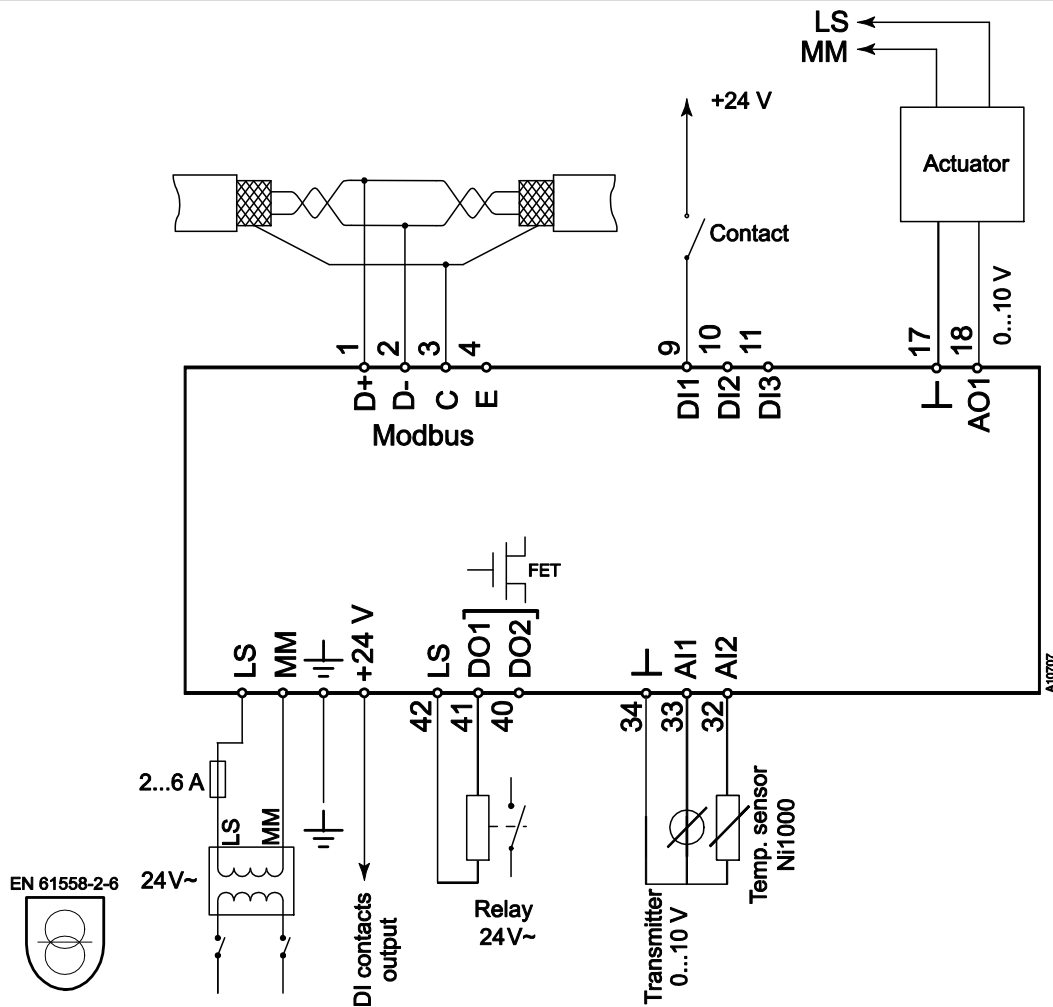 LS
MM
+24 V
Actuator
Contact
0...10 V
1
2
3
4
9
10
11
17
18
D+
D-
C
E
DI1
DI2
DI3
AO1
Modbus
FET
LS
MM
+24 V
LS
DO1
DO2
AI1
AI2
A10707
42
41
40
34
33
32
2...6 A
LS
MM
24V~
EN 61558-2-6
DI contacts
output
Relay
24V~
Transmitter
0...10 V
Temp. sensor
Ni1000